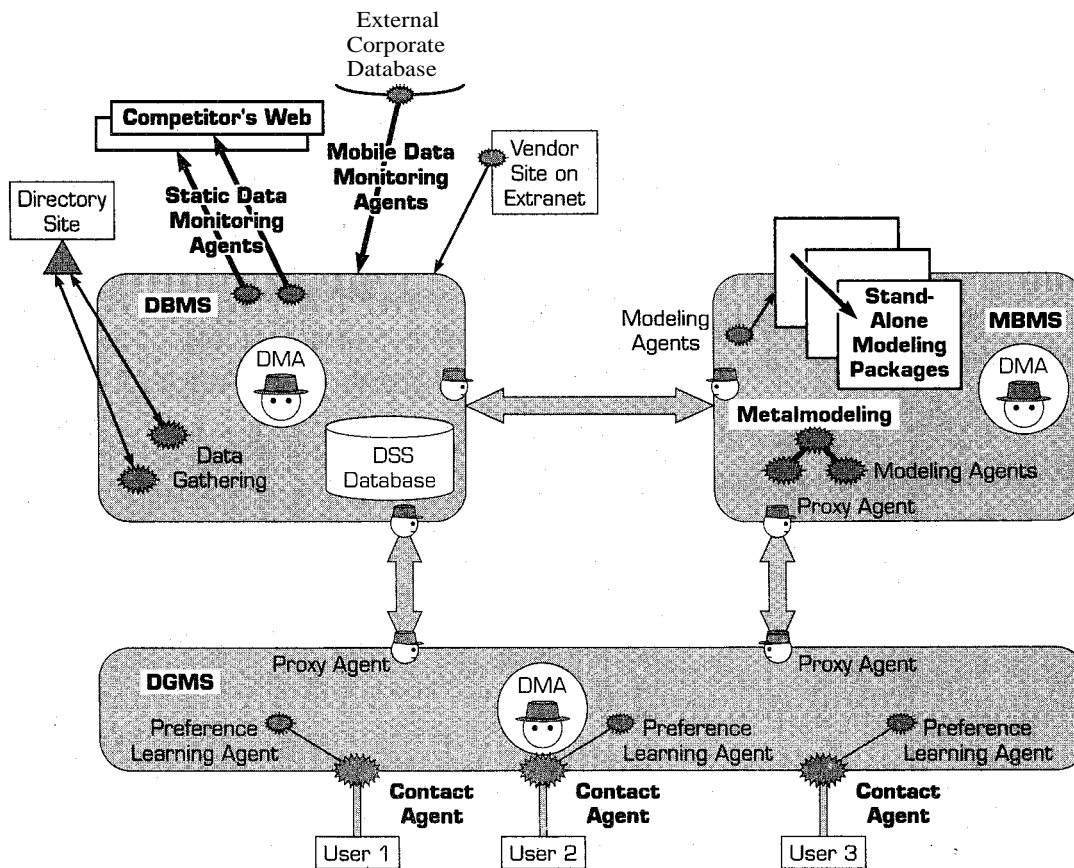 External
Corporate
Database
Competitor's Web
Mobile Data
Monitoring
Agents
Vendor
Site on
Extranet
Static Data
Monitoring
Agents
Directory
Site
DBMS
DMA
DSS
Database
Data
Gathering
Modeling
Agents
Stand-
Alone
Modeling
Packages
MBMS
DMA
Metalmodeling
Modeling Agents
Proxy Agent
Proxy Agent
Proxy Agent
DGMS
DMA
Preference
Learning Agent
Preference
Learning Agent
Preference
Learning Agent
Contact
Agent
Contact
Agent
Contact
Agent
User 1
User 2
User 3